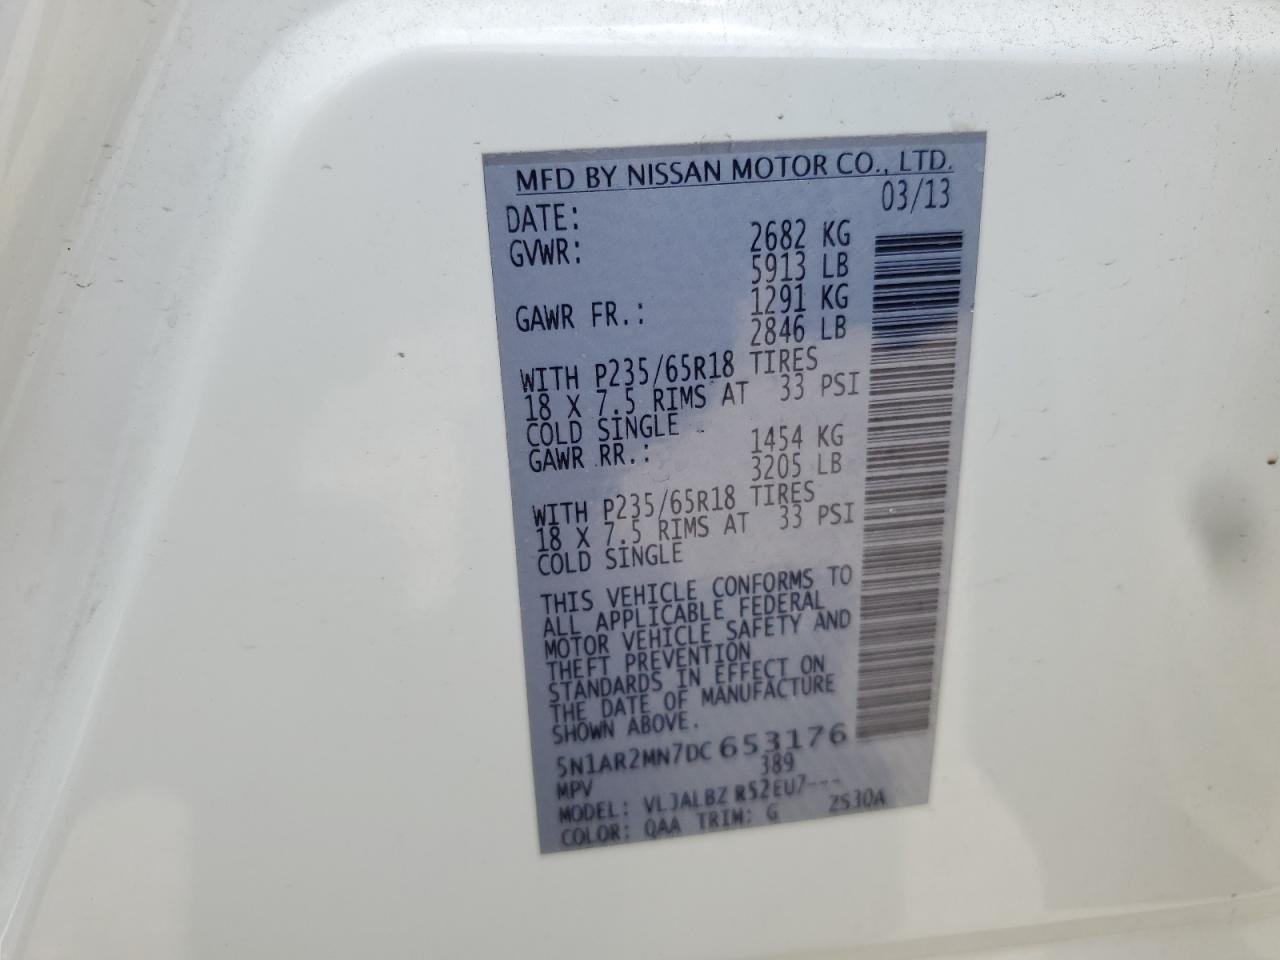 MFD BY NISSAN MOTOR CO., LTD.
DATE: 03/13
GVWR: 2682 KG
5913 LB
GAWR FR.: 1291 KG
2846 LB
WITH P235/65R18 TIRES
18 X 7.5 RIMS AT 33 PSI
COLD SINGLE
GAWR RR.: 1454 KG
3205 LB
WITH P235/65R18 TIRES
18 X 7.5 RIMS AT 33 PSI
COLD SINGLE
THIS VEHICLE CONFORMS TO
ALL APPLICABLE FEDERAL
MOTOR VEHICLE SAFETY AND
THEFT PREVENTION
STANDARDS IN EFFECT ON
THE DATE OF MANUFACTURE
SHOWN ABOVE.
5N1AR2MN7DC653176
MPV 389
MODEL: VLJALBZ R52EU7---
COLOR: QAA TRIM: G ZS30A